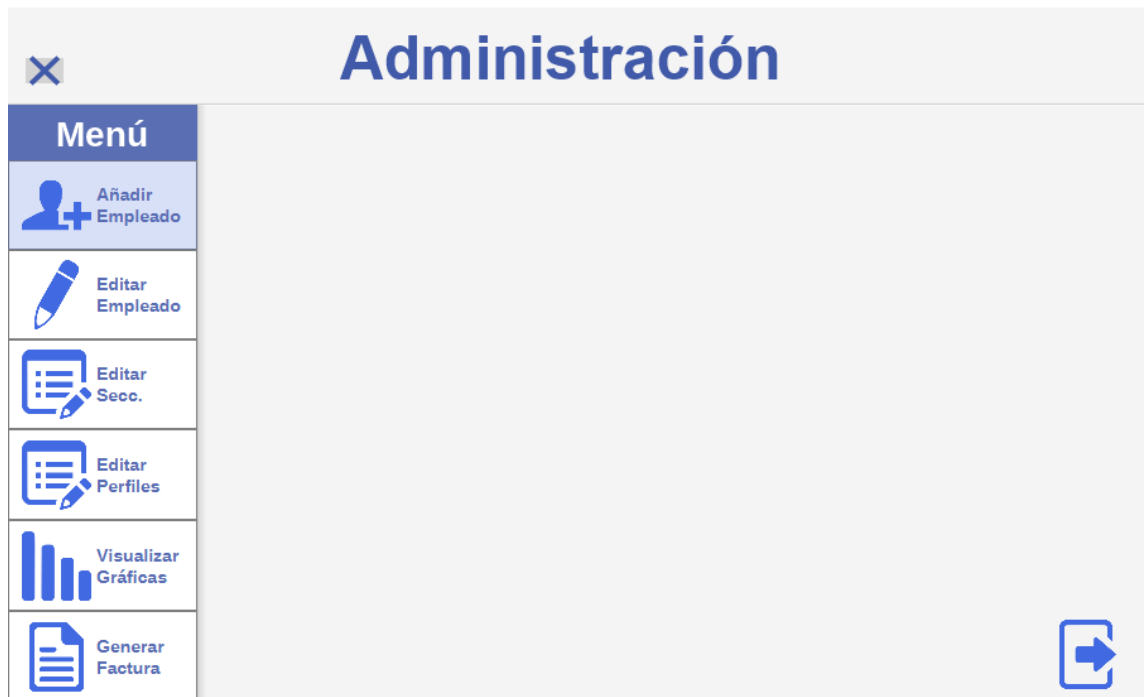 Administración
Menú
Añadir
Empleado
Editar
Empleado
Editar
Secc.
Editar
Perfiles
Visualizar
Gráficas
Generar
Factura